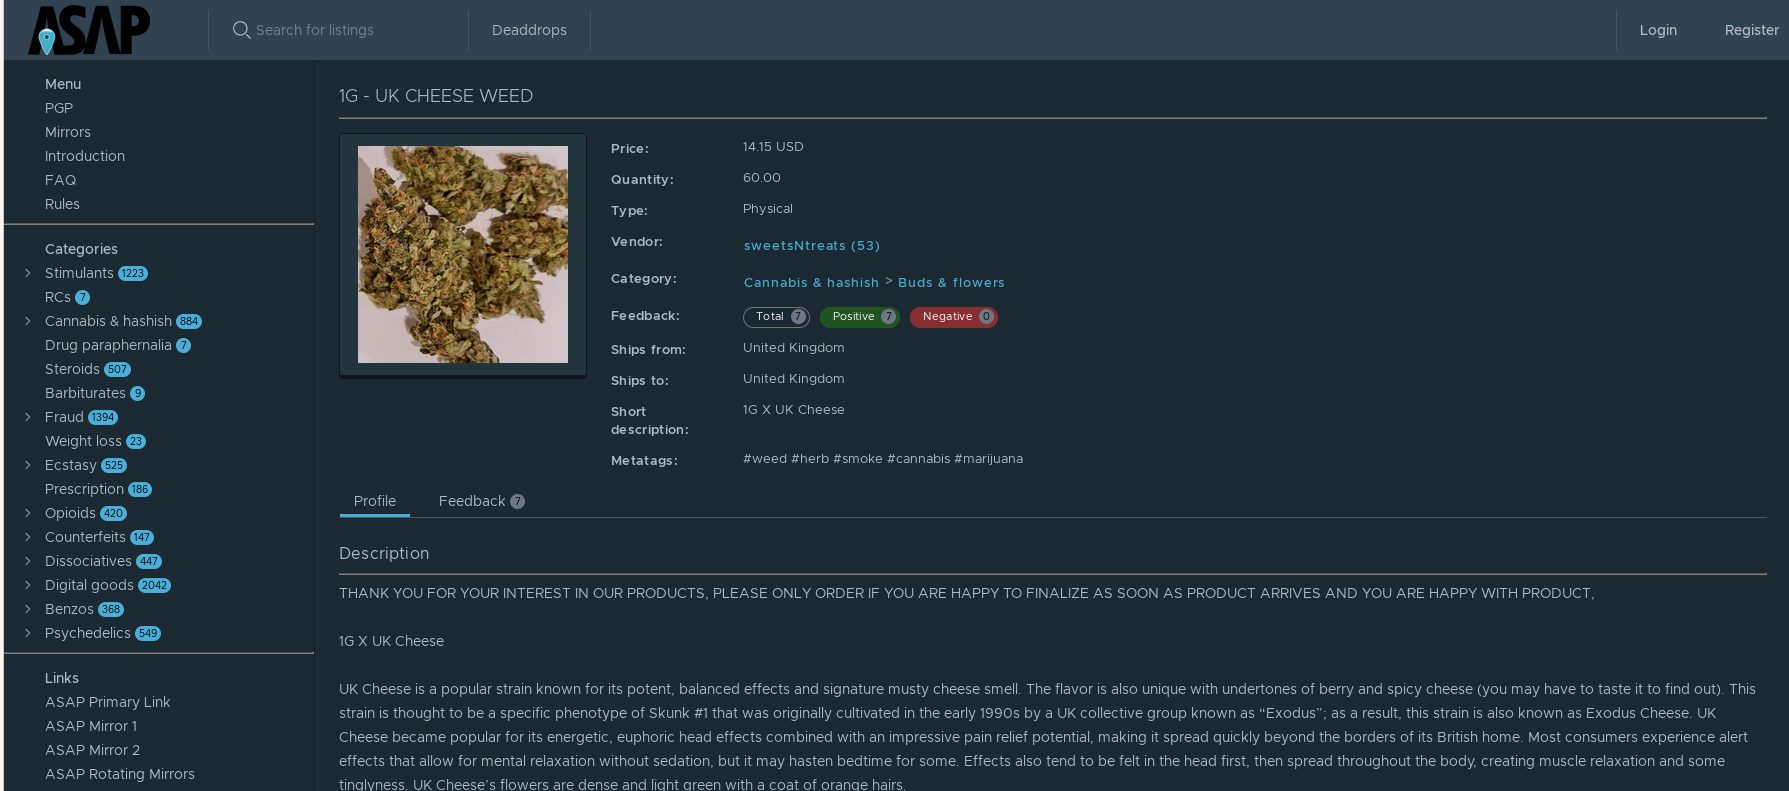 ASAP
Search for listings
Deaddrops
Login
Register
Menu
PGP
Mirrors
Introduction
FAQ
Rules
Categories
Stimulants 1223
RCs 7
Cannabis & hashish 884
Drug paraphernalia 7
Steroids 507
Barbiturates 9
Fraud 1394
Weight loss 23
Ecstasy 525
Prescription 186
Opioids 420
Counterfeits 147
Dissociatives 447
Digital goods 2042
Benzos 368
Psychedelics 549
Links
ASAP Primary Link
ASAP Mirror 1
ASAP Mirror 2
ASAP Rotating Mirrors
1G - UK CHEESE WEED
Price: 14.15 USD
Quantity: 60.00
Type: Physical
Vendor: sweetsNtreats (53)
Category: Cannabis & hashish > Buds & flowers
Feedback: Total 7 Positive 7 Negative 0
Ships from: United Kingdom
Ships to: United Kingdom
Short description: 1G X UK Cheese
Metatags: #weed #herb #smoke #cannabis #marijuana
Profile
Feedback 7
Description
THANK YOU FOR YOUR INTEREST IN OUR PRODUCTS, PLEASE ONLY ORDER IF YOU ARE HAPPY TO FINALIZE AS SOON AS PRODUCT ARRIVES AND YOU ARE HAPPY WITH PRODUCT,
1G X UK Cheese
UK Cheese is a popular strain known for its potent, balanced effects and signature musty cheese smell. The flavor is also unique with undertones of berry and spicy cheese (you may have to taste it to find out). This
strain is thought to be a specific phenotype of Skunk #1 that was originally cultivated in the early 1990s by a UK collective group known as “Exodus”; as a result, this strain is also known as Exodus Cheese. UK
Cheese became popular for its energetic, euphoric head effects combined with an impressive pain relief potential, making it spread quickly beyond the borders of its British home. Most consumers experience alert
effects that allow for mental relaxation without sedation, but it may hasten bedtime for some. Effects also tend to be felt in the head first, then spread throughout the body, creating muscle relaxation and some
tinglyness. UK Cheese’s flowers are dense and light green with a coat of orange hairs.